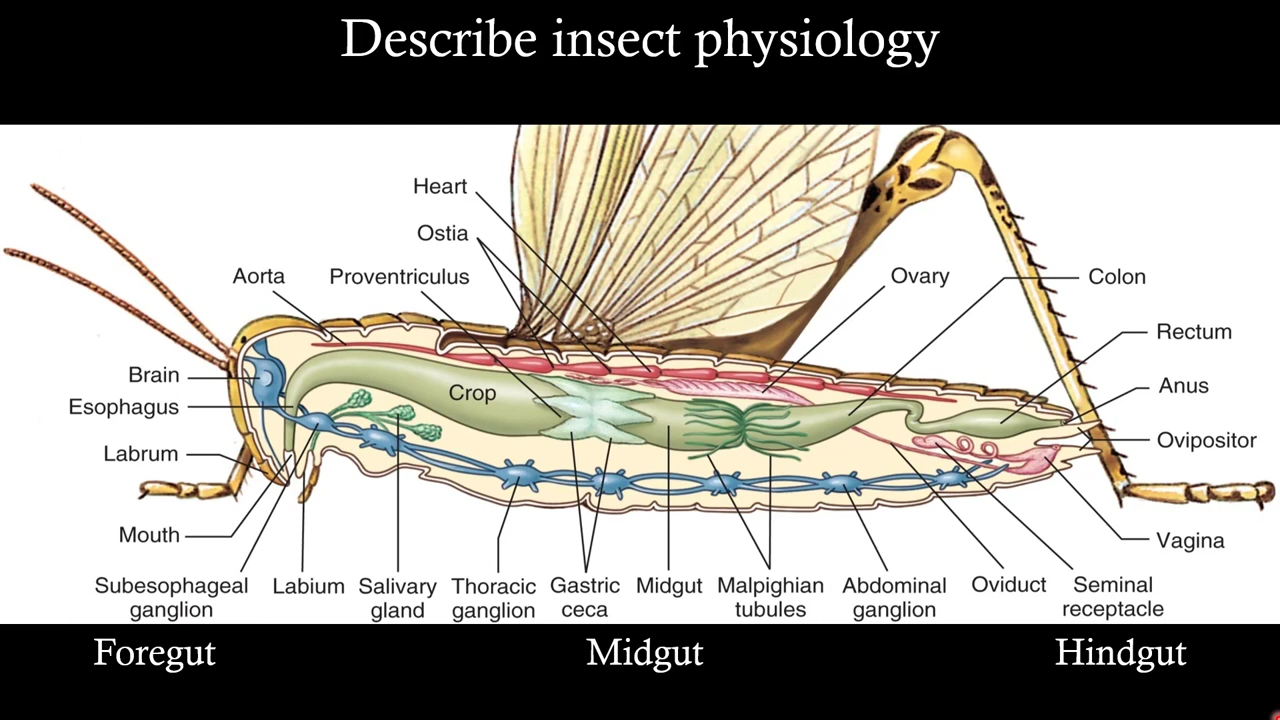 Describe insect physiology
Heart
Ostia
Aorta
Proventriculus
Ovary
Colon
Rectum
Brain
Anus
Crop
Esophagus
Ovipositor
Labrum
Mouth
Vagina
Subesophageal
ganglion
Labium
Salivary
gland
Thoracic
ganglion
Gastric
ceca
Midgut
Malpighian
tubules
Abdominal
ganglion
Oviduct
Seminal
receptacle
Foregut
Midgut
Hindgut